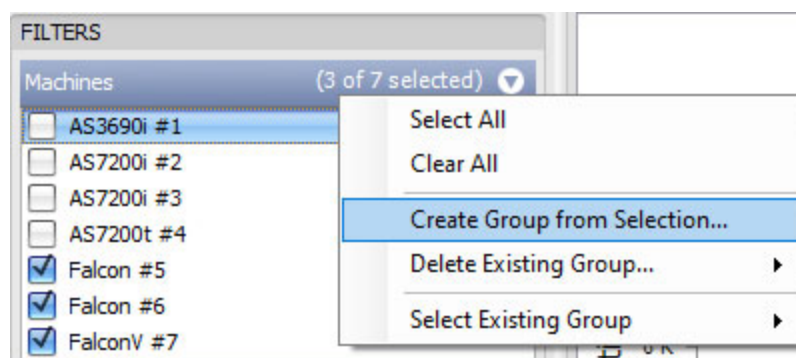 FILTERS
Machines (3 of 7 selected)
AS3690i #1
AS7200i #2
AS7200i #3
AS7200t #4
Falcon #5
Falcon #6
FalconV #7
Select All
Clear All
Create Group from Selection...
Delete Existing Group...
Select Existing Group